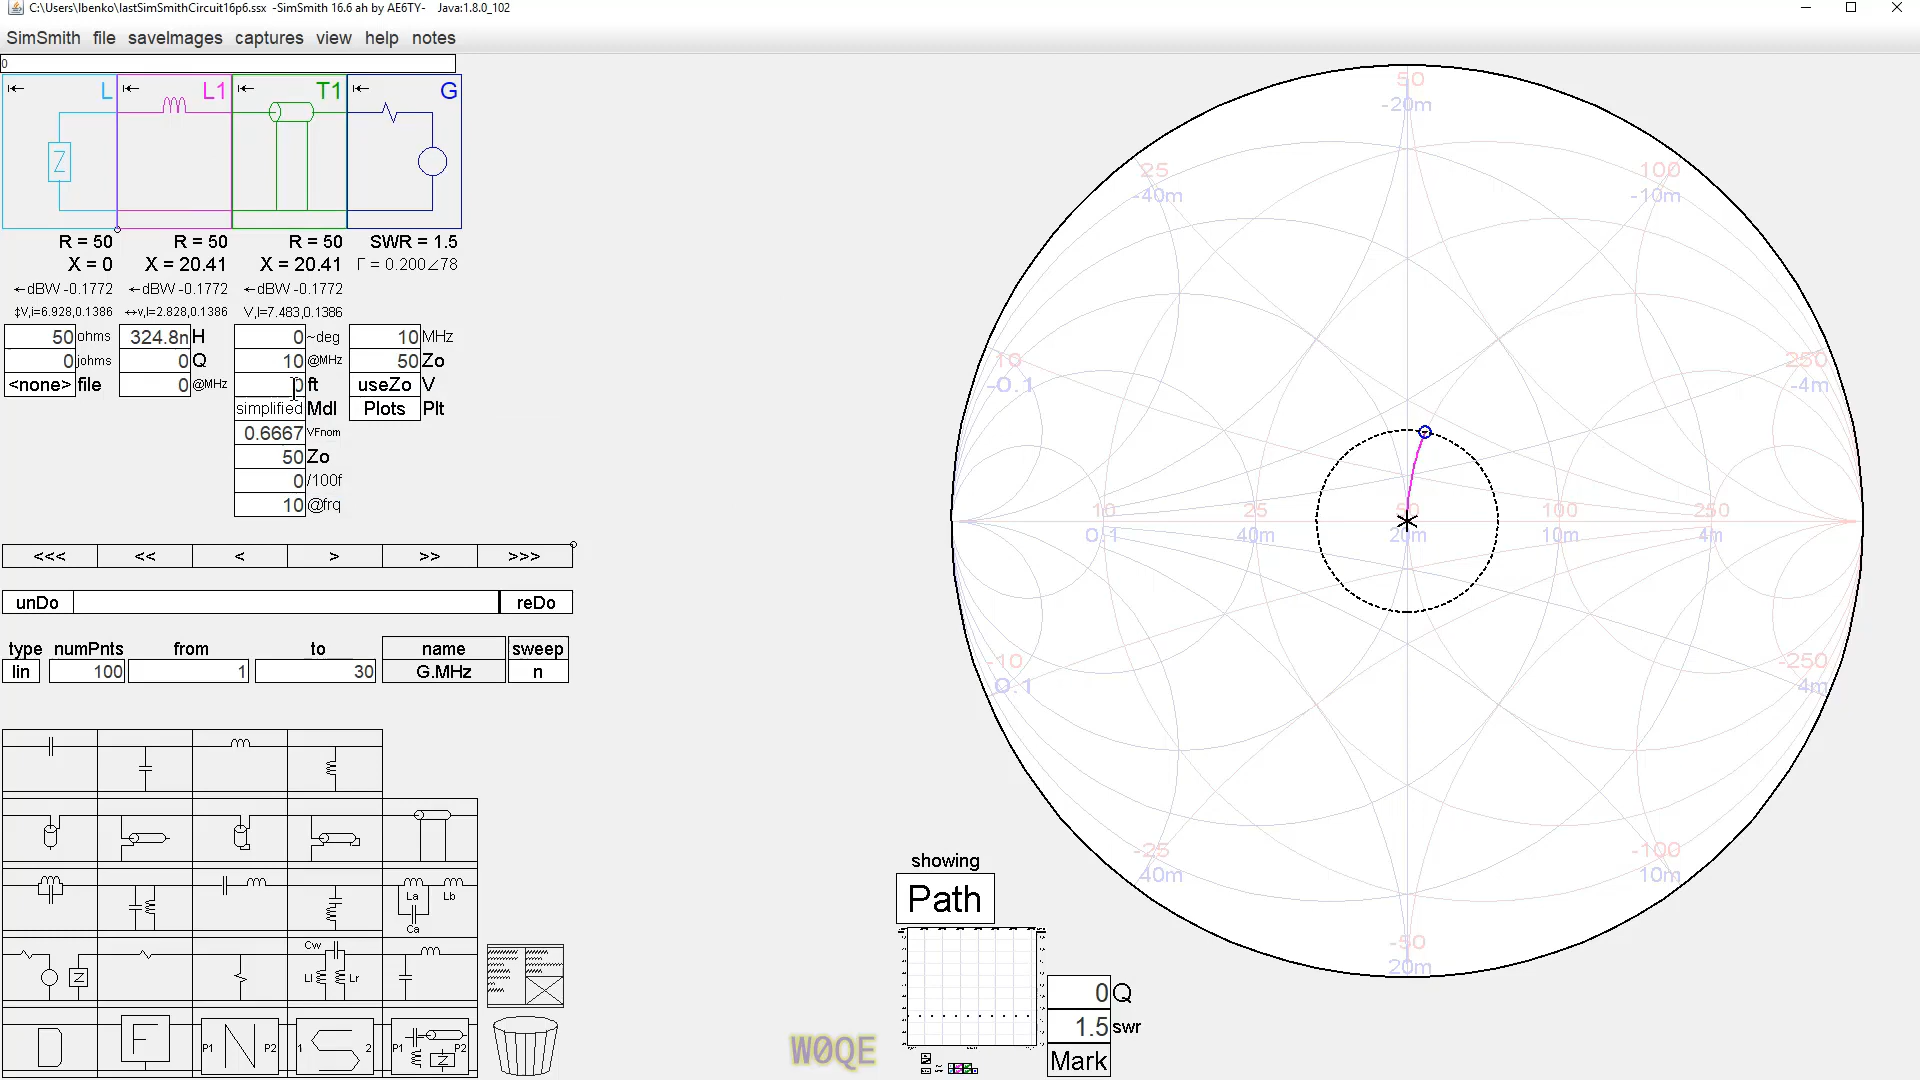 C:\Users\lbenko\lastSimSmithCircuit16p6.ssx -SimSmith 16.6 ah by AE6TY- Java:1.8.0_102
SimSmith file saveImages captures view help notes
0
L L1 T1 G
Z
R = 50 R = 50 R = 50 SWR = 1.5
X = 0 X = 20.41 X = 20.41 Γ = 0.200∠78
←dBW -0.1772 ←dBW -0.1772 ←dBW -0.1772
‡V,i=6.928,0.1386 ↔v,I=2.828,0.1386 V,I=7.483,0.1386
50 ohms 324.8n H 0 ~deg 10 MHz
0 johms 0 Q 10 @MHz 50 Zo
<none> file 0 @MHz 0 ft useZo V
simplified Mdl Plots Plt
0.6667 VFnom
50 Zo
0 /100f
10 @frq
<<< << < > >> >>>
unDo reDo
type numPnts from to name sweep
lin 100 1 30 G.MHz n
La Lb
Ca
Cw
Z Ll Lr
D F P1 N P2 1 S 2 P1 P2
Z
50
-20m
25 100
-40m -10m
10 250
-0.1 -4m
10 25 50 100 250
0.1 40m 20m 10m 4m
-10 -250
0.1 4m
-25 -100
40m 10m
-50
20m
showing
Path
0 Q
1.5 swr
Mark
W0QE